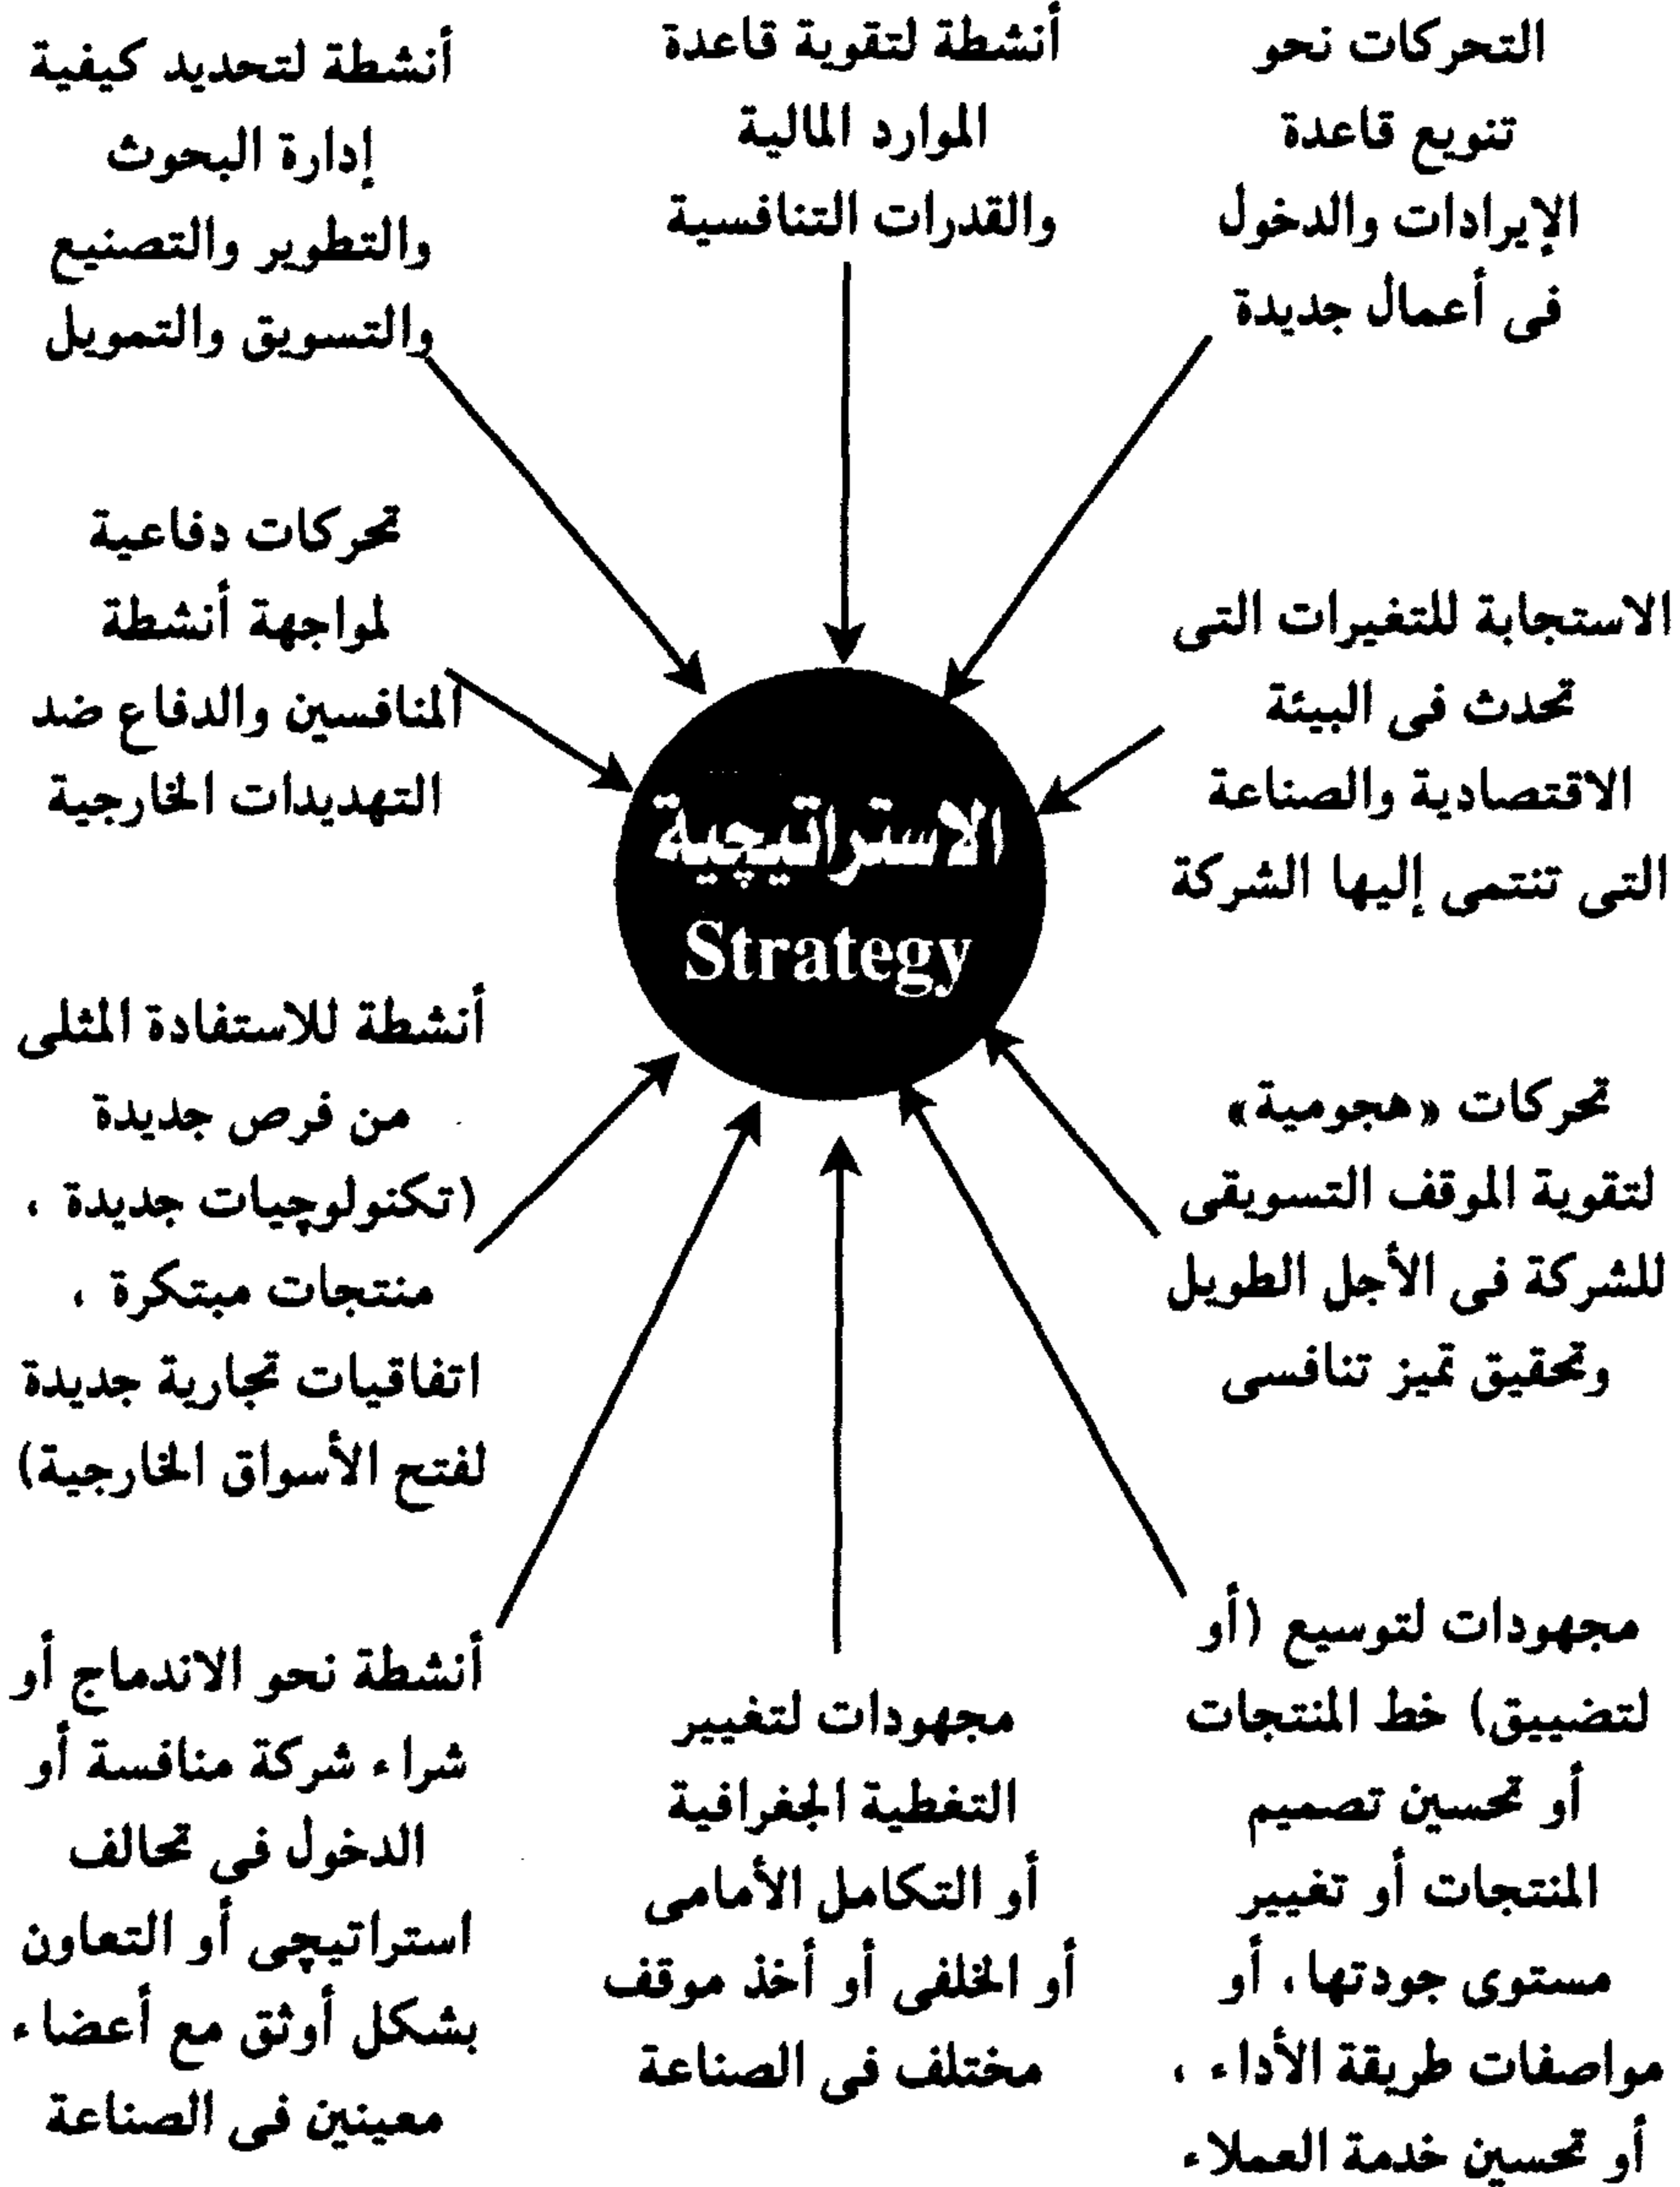 التحركات نحو
تنويع قاعدة
الإيرادات والدخول
فى أعمال جديدة
أنشطة لتقوية قاعدة
الموارد المالية
والقدرات التنافسية
أنشطة لتحديد كيفية
إدارة البحوث
والتطوير والتصنيع
والتسويق والتمويل
الاستجابة للتغيرات التى
تحدث فى البيئة
الاقتصادية والصناعة
التى تنتمى إليها الشركة
تحركات دفاعية
لمواجهة أنشطة
المنافسين والدفاع ضد
التهديدات الخارجية
الاستراتيچية
Strategy
تحركات «هجومية»
لتقوية الموقف التسويقى
للشركة فى الأجل الطويل
وتحقيق تميز تنافسى
أنشطة للاستفادة المثلى
من فرص جديدة
(تكنولوچيات جديدة ،
منتجات مبتكرة ،
اتفاقيات تجارية جديدة
لفتح الأسواق الخارجية)
مجهودات لتوسيع (أو
لتضييق) خط المنتجات
أو تحسين تصميم
المنتجات أو تغيير
مستوى جودتها، أو
مواصفات طريقة الأداء ،
أو تحسين خدمة العملاء
مجهودات لتغيير
التغطية الجغرافية
أو التكامل الأمامى
أو الخلفى أو أخذ موقف
مختلف فى الصناعة
أنشطة نحو الاندماج أو
شراء شركة منافسة أو
الدخول فى تحالف
استراتيچى أو التعاون
بشكل أوثق مع أعضاء
معينين فى الصناعة